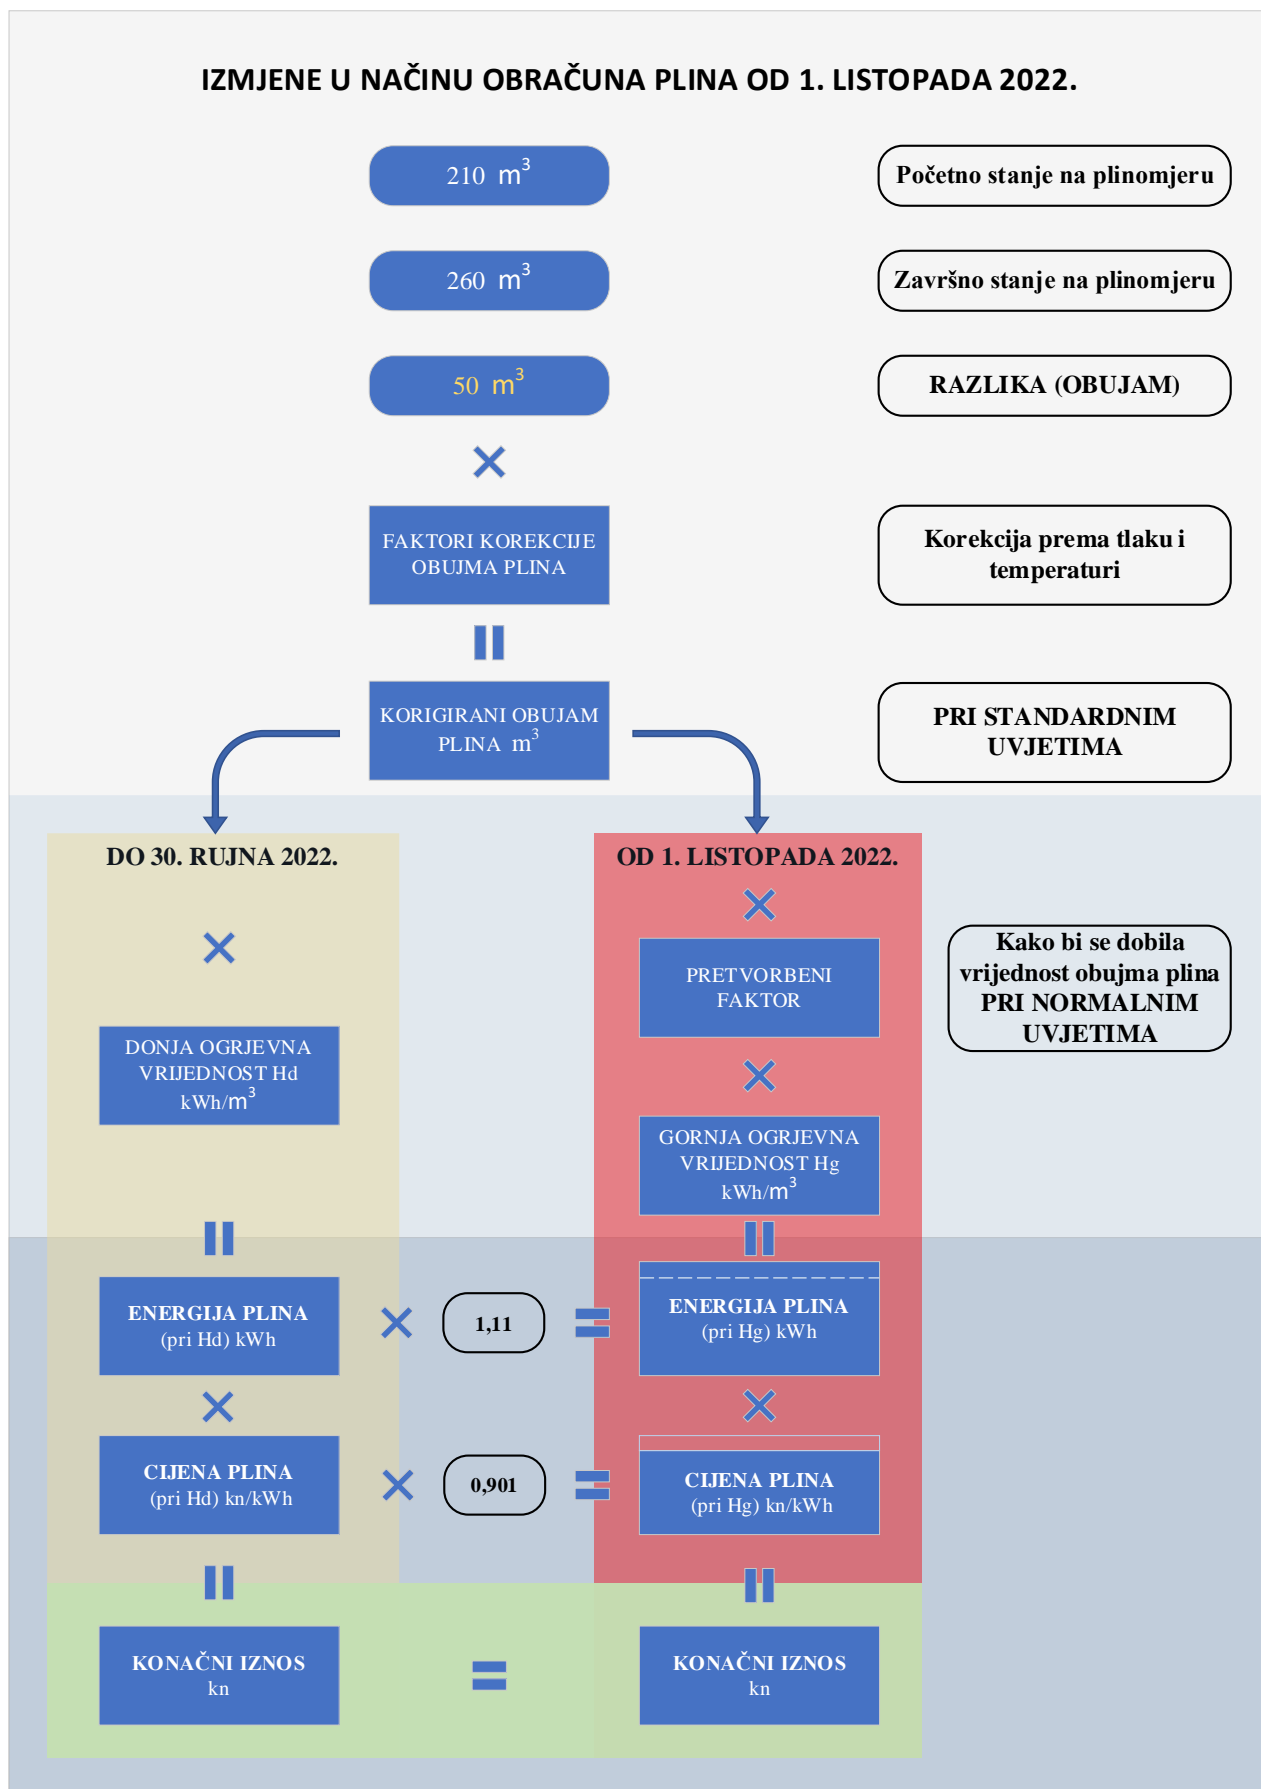 IZMJENE U NAČINU OBRAČUNA PLINA OD 1. LISTOPADA 2022.
210 m³
Početno stanje na plinomjeru
260 m³
Završno stanje na plinomjeru
50 m³
RAZLIKA (OBUJAM)
×
FAKTORI KOREKCIJE
OBUJMA PLINA
Korekcija prema tlaku i
temperaturi
=
KORIGIRANI OBUJAM
PLINA m³
PRI STANDARDNIM
UVJETIMA
DO 30. RUJNA 2022.
×
DONJA OGRJEVNA
VRIJEDNOST Hd
kWh/m³
=
OD 1. LISTOPADA 2022.
×
PRETVORBENI
FAKTOR
Kako bi se dobila
vrijednost obujma plina
PRI NORMALNIM
UVJETIMA
×
GORNJA OGRJEVNA
VRIJEDNOST Hg
kWh/m³
=
ENERGIJA PLINA
(pri Hd) kWh
×
1,11
=
ENERGIJA PLINA
(pri Hg) kWh
×
×
CIJENA PLINA
(pri Hd) kn/kWh
×
0,901
=
CIJENA PLINA
(pri Hg) kn/kWh
=
=
KONAČNI IZNOS
kn
=
KONAČNI IZNOS
kn